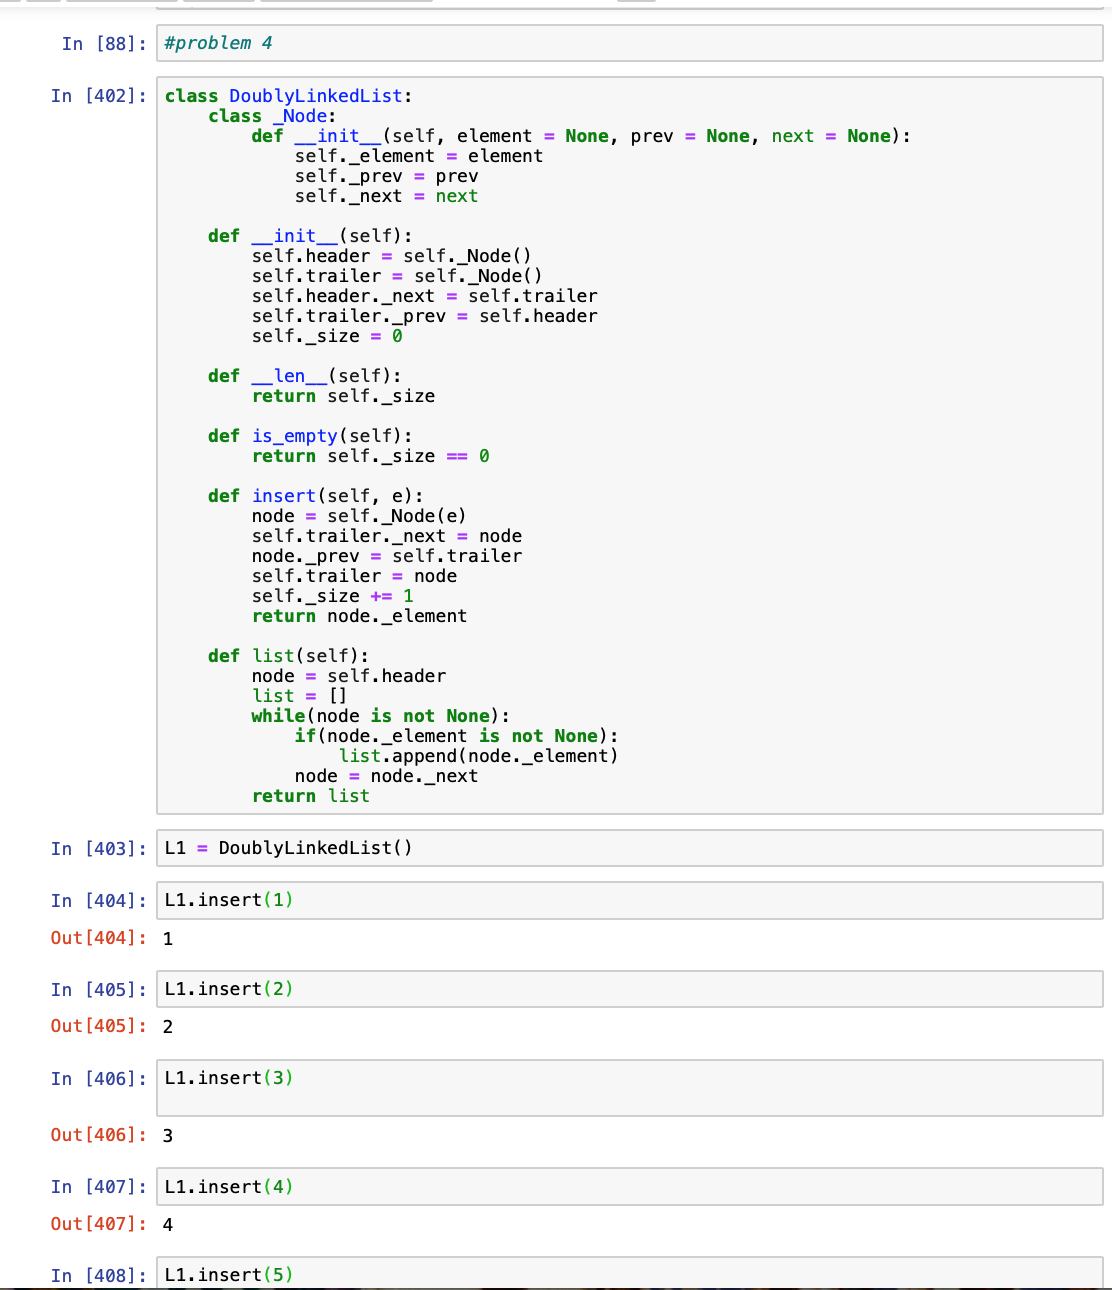 In [88]: #problem 4
In [402]: class DoublyLinkedList:
    class _Node:
        def __init__(self, element = None, prev = None, next = None):
            self._element = element
            self._prev = prev
            self._next = next

    def __init__(self):
        self.header = self._Node()
        self.trailer = self._Node()
        self.header._next = self.trailer
        self.trailer._prev = self.header
        self._size = 0

    def __len__(self):
        return self._size

    def is_empty(self):
        return self._size == 0

    def insert(self, e):
        node = self._Node(e)
        self.trailer._next = node
        node._prev = self.trailer
        self.trailer = node
        self._size += 1
        return node._element

    def list(self):
        node = self.header
        list = []
        while(node is not None):
            if(node._element is not None):
                list.append(node._element)
            node = node._next
        return list
In [403]: L1 = DoublyLinkedList()
In [404]: L1.insert(1)
Out[404]: 1
In [405]: L1.insert(2)
Out[405]: 2
In [406]: L1.insert(3)
Out[406]: 3
In [407]: L1.insert(4)
Out[407]: 4
In [408]: L1.insert(5)